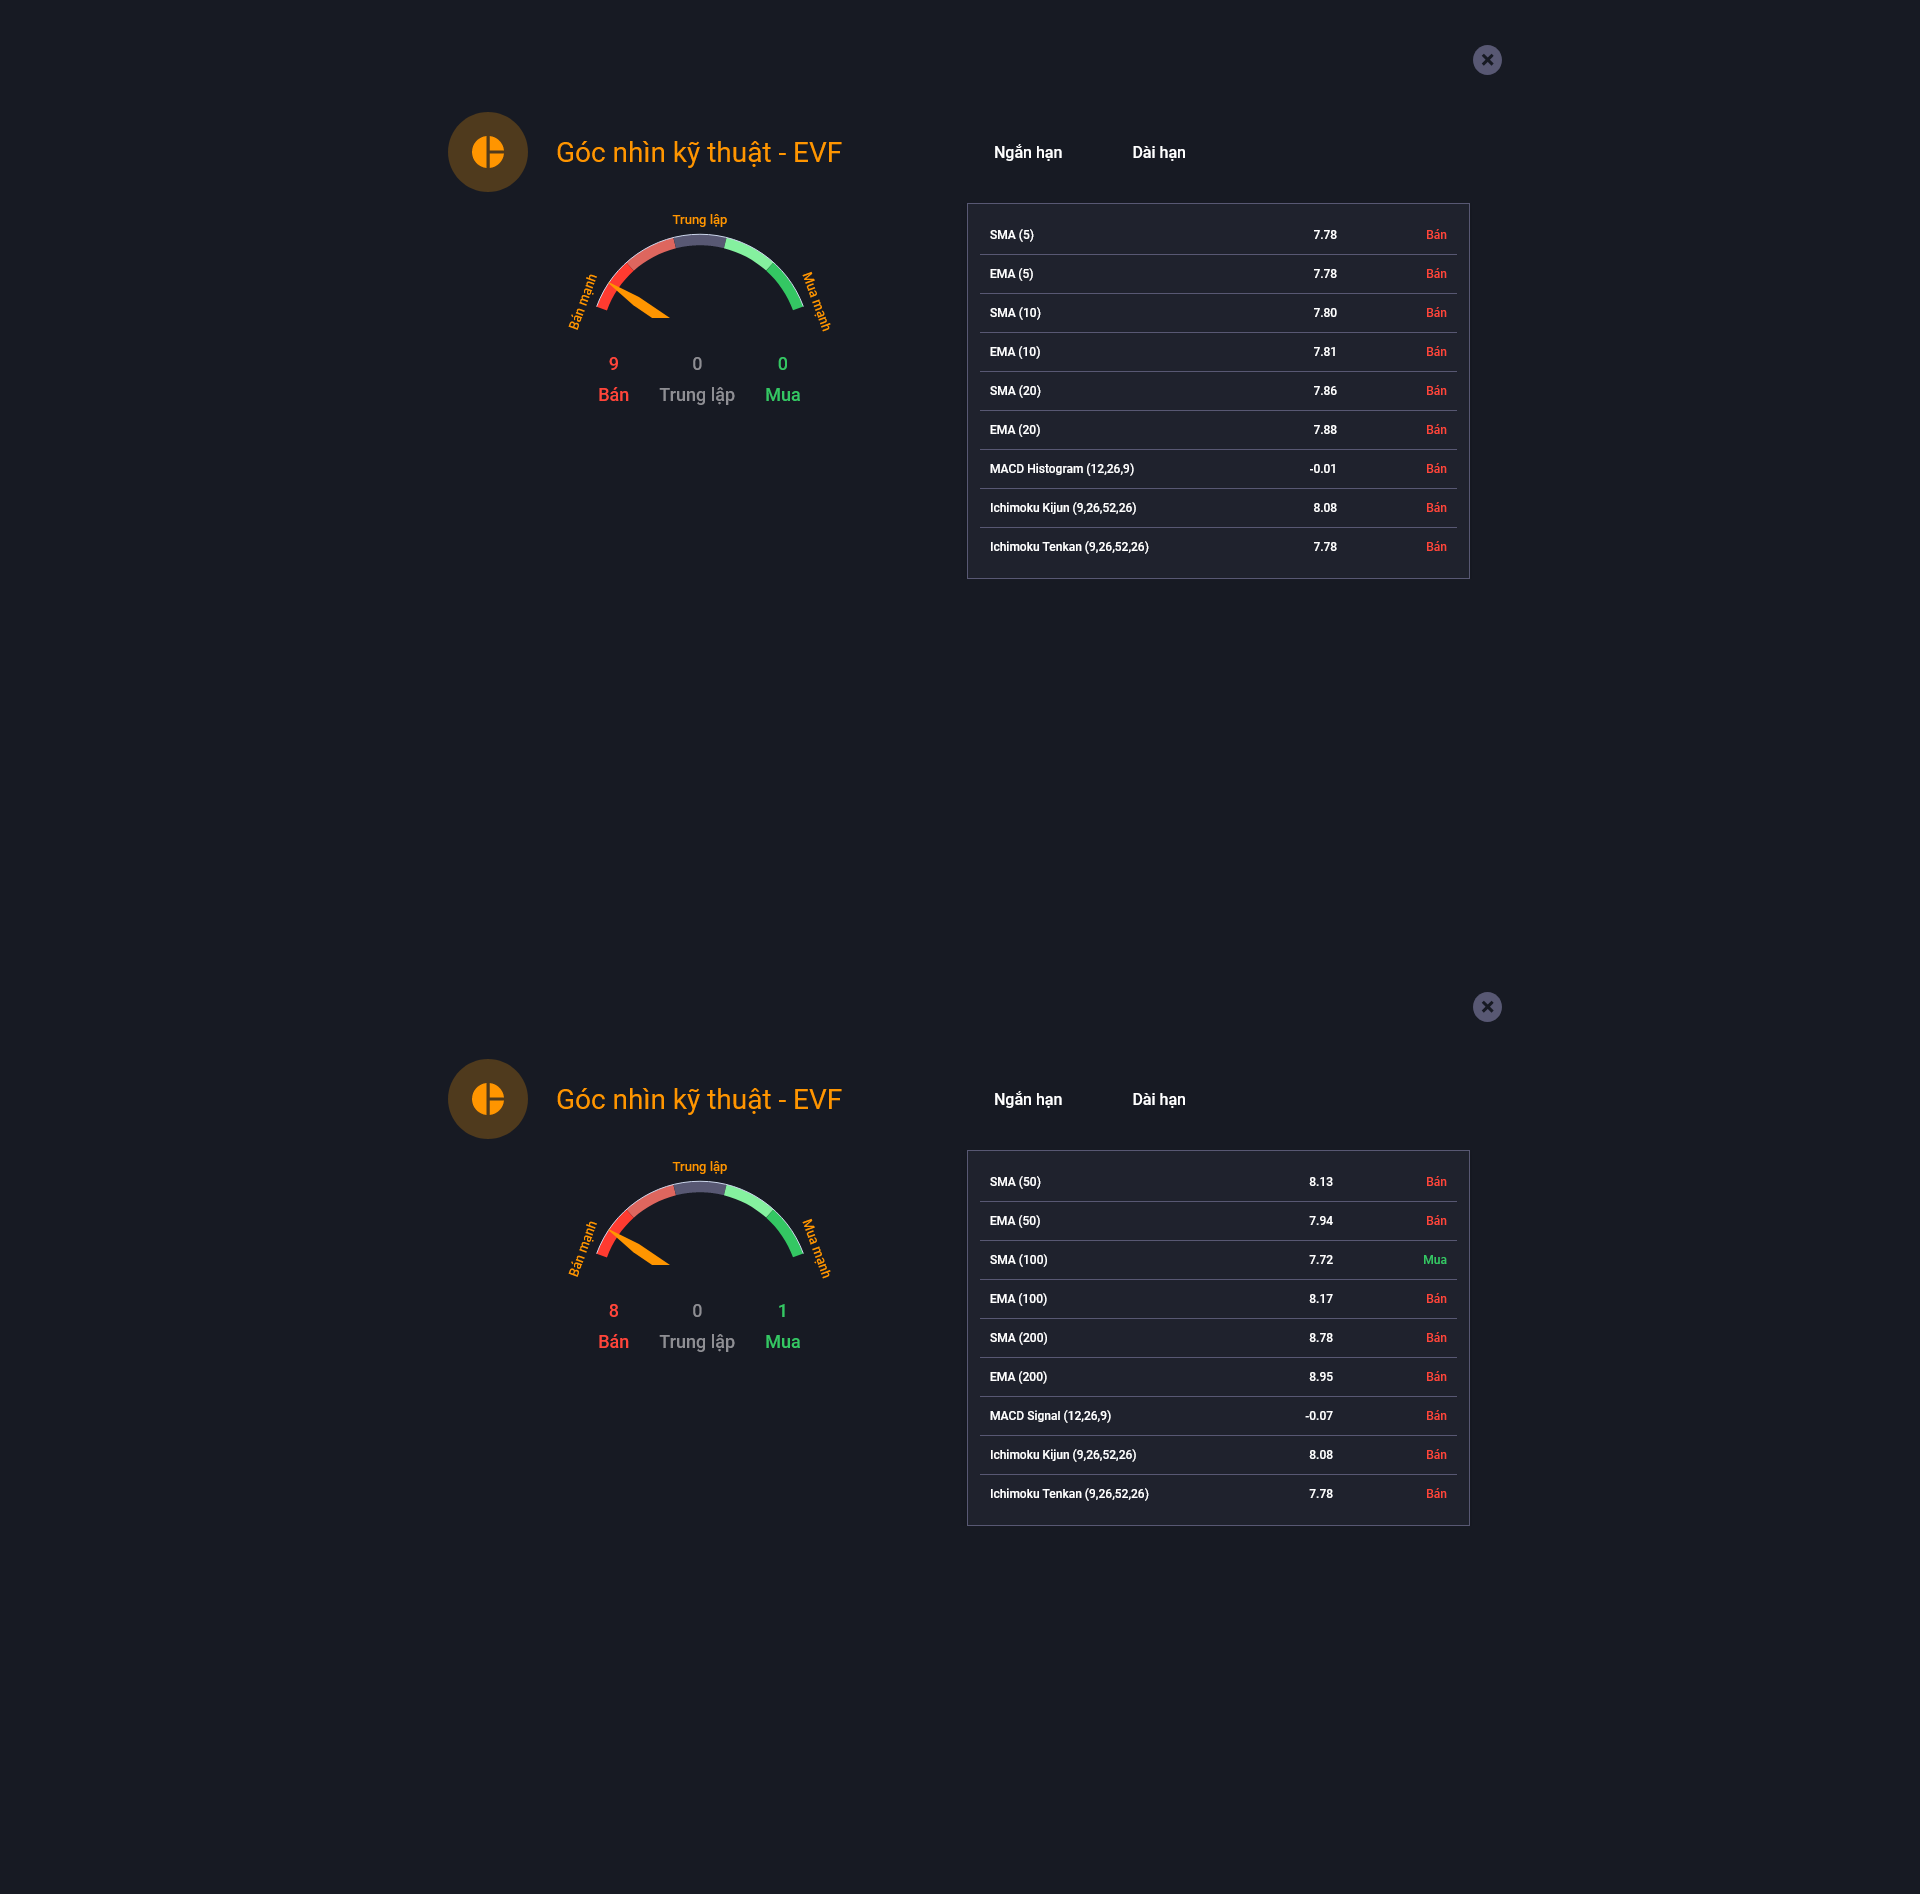 Góc nhìn kỹ thuật - EVF
Ngắn hạn Dài hạn
Trung lập
Bán mạnh
Mua mạnh
9 0 0
Bán Trung lập Mua
SMA (5) 7.78 Bán
EMA (5) 7.78 Bán
SMA (10) 7.80 Bán
EMA (10) 7.81 Bán
SMA (20) 7.86 Bán
EMA (20) 7.88 Bán
MACD Histogram (12,26,9) -0.01 Bán
Ichimoku Kijun (9,26,52,26) 8.08 Bán
Ichimoku Tenkan (9,26,52,26) 7.78 Bán
Góc nhìn kỹ thuật - EVF
Ngắn hạn Dài hạn
Trung lập
Bán mạnh
Mua mạnh
8 0 1
Bán Trung lập Mua
SMA (50) 8.13 Bán
EMA (50) 7.94 Bán
SMA (100) 7.72 Mua
EMA (100) 8.17 Bán
SMA (200) 8.78 Bán
EMA (200) 8.95 Bán
MACD Signal (12,26,9) -0.07 Bán
Ichimoku Kijun (9,26,52,26) 8.08 Bán
Ichimoku Tenkan (9,26,52,26) 7.78 Bán